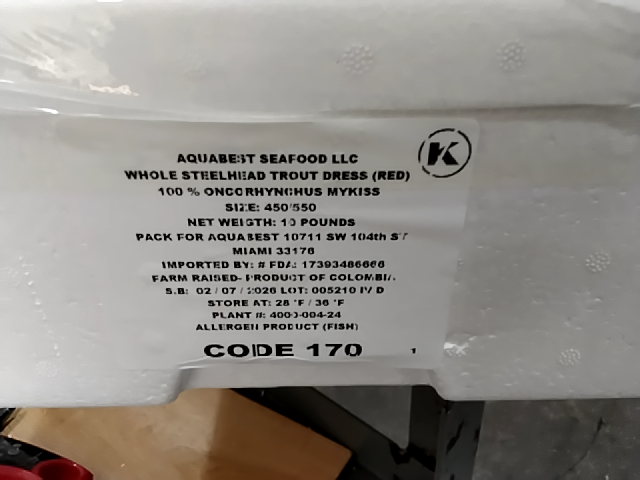 K
AQUABEST SEAFOOD LLC
WHOLE STEELHEAD TROUT DRESS (RED)
100 % ONCORHYNCHUS MYKISS
SIZE: 450/550
NET WEIGTH: 10 POUNDS
PACK FOR AQUABEST 10711 SW 104th ST
MIAMI 33176
IMPORTED BY: # FDA: 17393486666
FARM RAISED- PRODUCT OF COLOMBIA.
S.B: 02 / 07 / 2026 LOT: 005210 IV D
STORE AT: 28 °F / 36 °F
PLANT #: 4000-004-24
ALLERGEN PRODUCT (FISH)
CODE 170 1